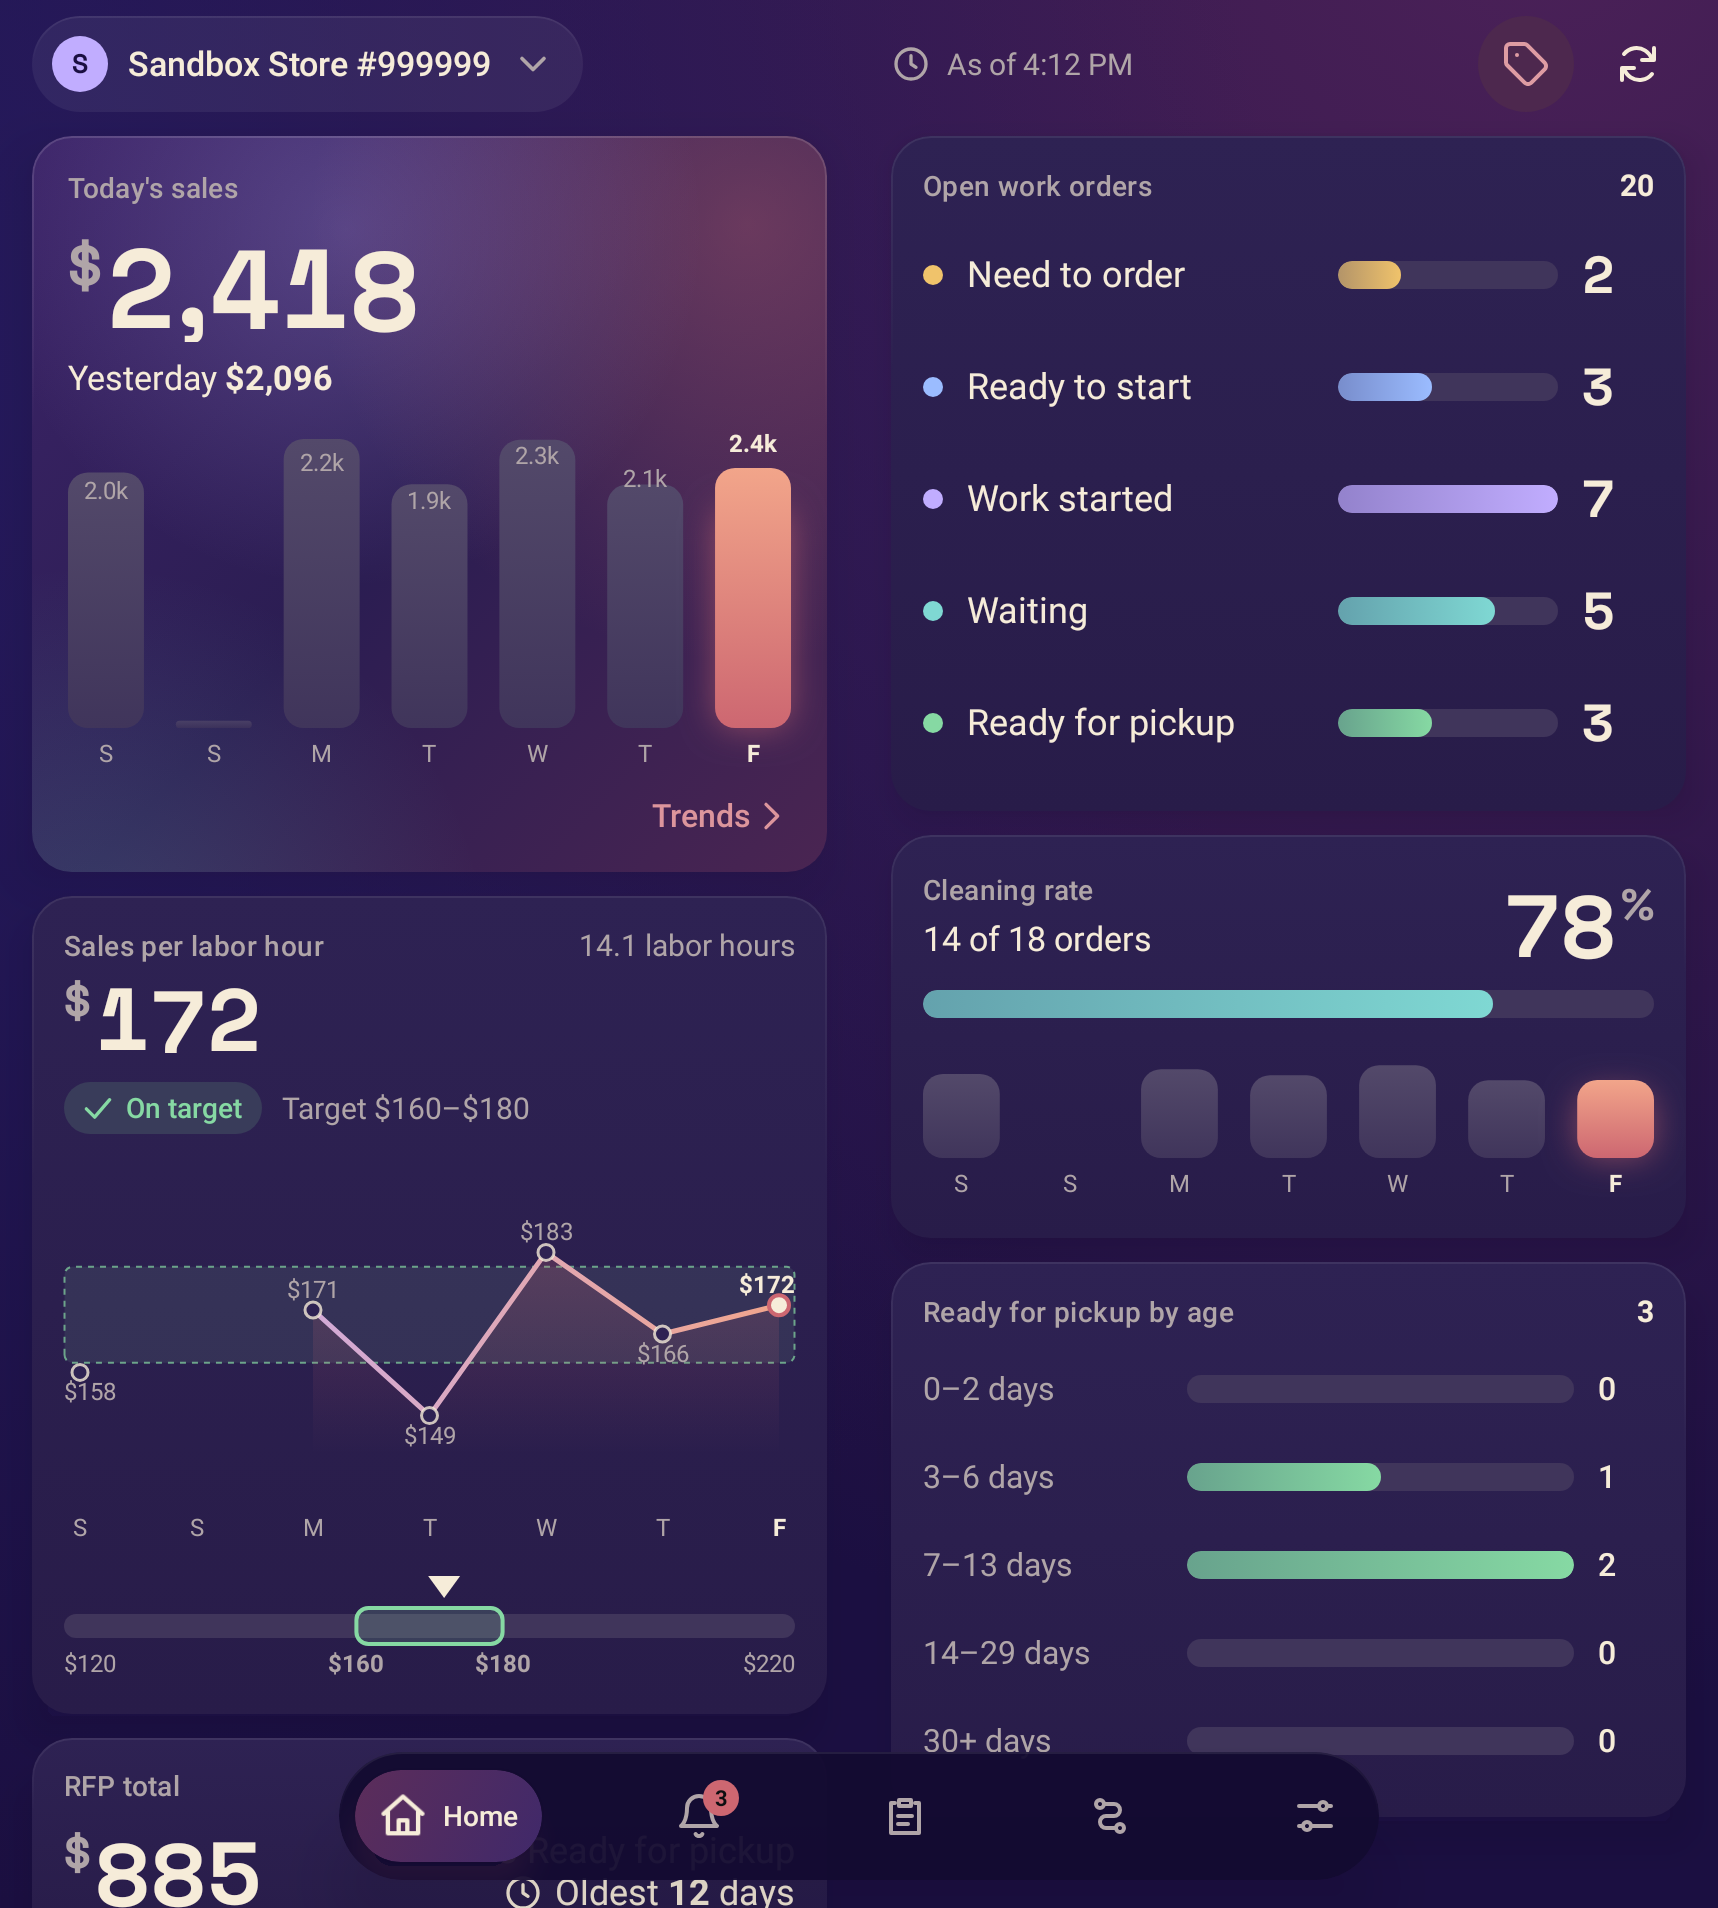 S Sandbox Store #999999
As of 4:12 PM
Today's sales
$2,418
Yesterday $2,096
2.0k 2.2k 1.9k 2.3k 2.1k 2.4k
S S M T W T F
Trends
Sales per labor hour 14.1 labor hours
$172
On target Target $160–$180
$183
$171 $172
$166
$158
$149
S S M T W T F
$120 $160 $180 $220
RFP total
$885
Ready for pickup
Oldest 12 days
Open work orders 20
Need to order 2
Ready to start 3
Work started 7
Waiting 5
Ready for pickup 3
Cleaning rate
14 of 18 orders
78%
S S M T W T F
Ready for pickup by age 3
0–2 days 0
3–6 days 1
7–13 days 2
14–29 days 0
30+ days 0
Home 3